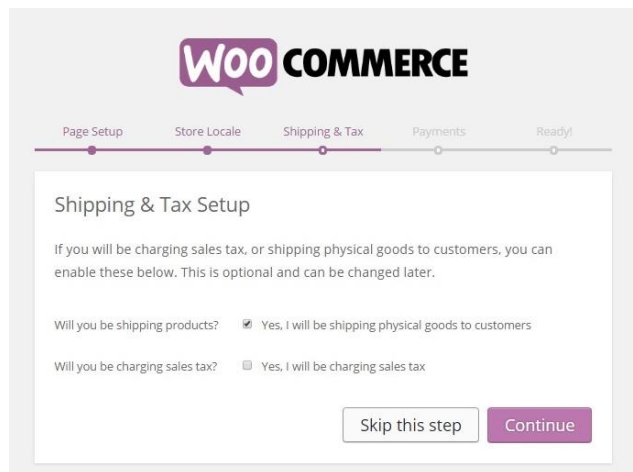 WOO COMMERCE
Page Setup Store Locale Shipping & Tax Payments Ready!
Shipping & Tax Setup
If you will be charging sales tax, or shipping physical goods to customers, you can
enable these below. This is optional and can be changed later.
Will you be shipping products? Yes, I will be shipping physical goods to customers
Will you be charging sales tax? Yes, I will be charging sales tax
Skip this step Continue